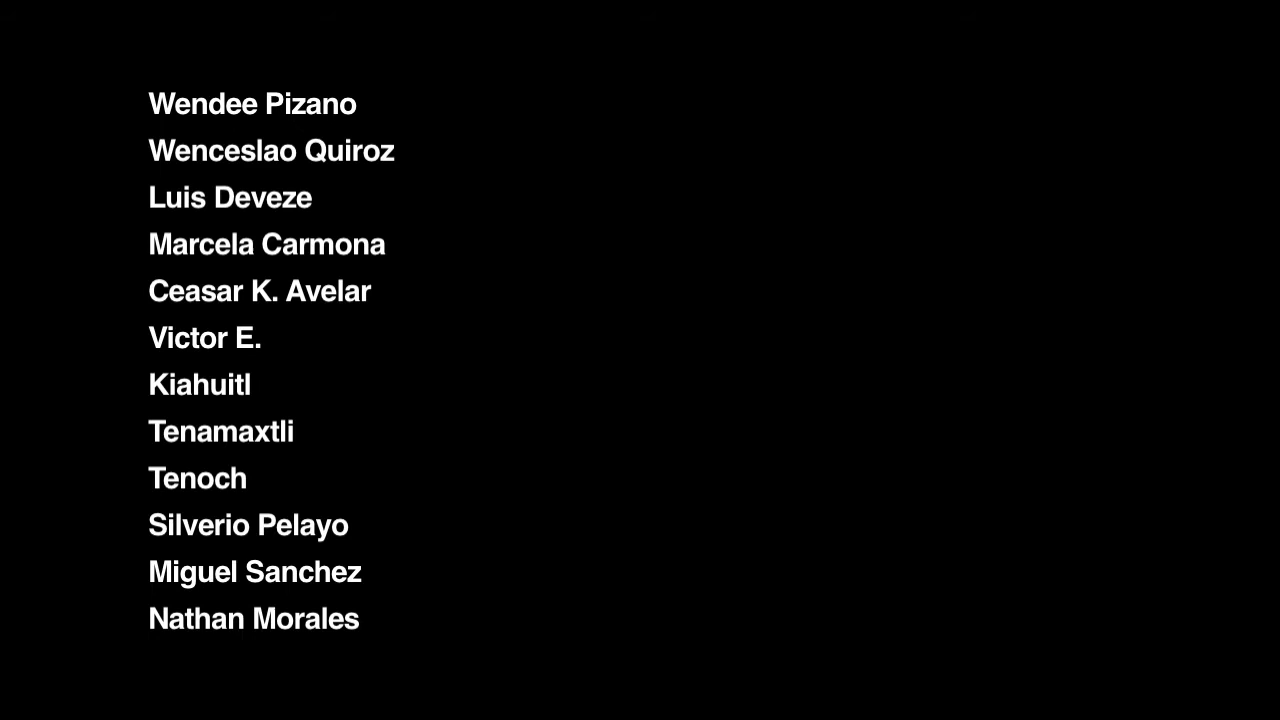 Wendee Pizano
Wenceslao Quiroz
Luis Deveze
Marcela Carmona
Ceasar K. Avelar
Victor E.
Kiahuitl
Tenamaxtli
Tenoch
Silverio Pelayo
Miguel Sanchez
Nathan Morales